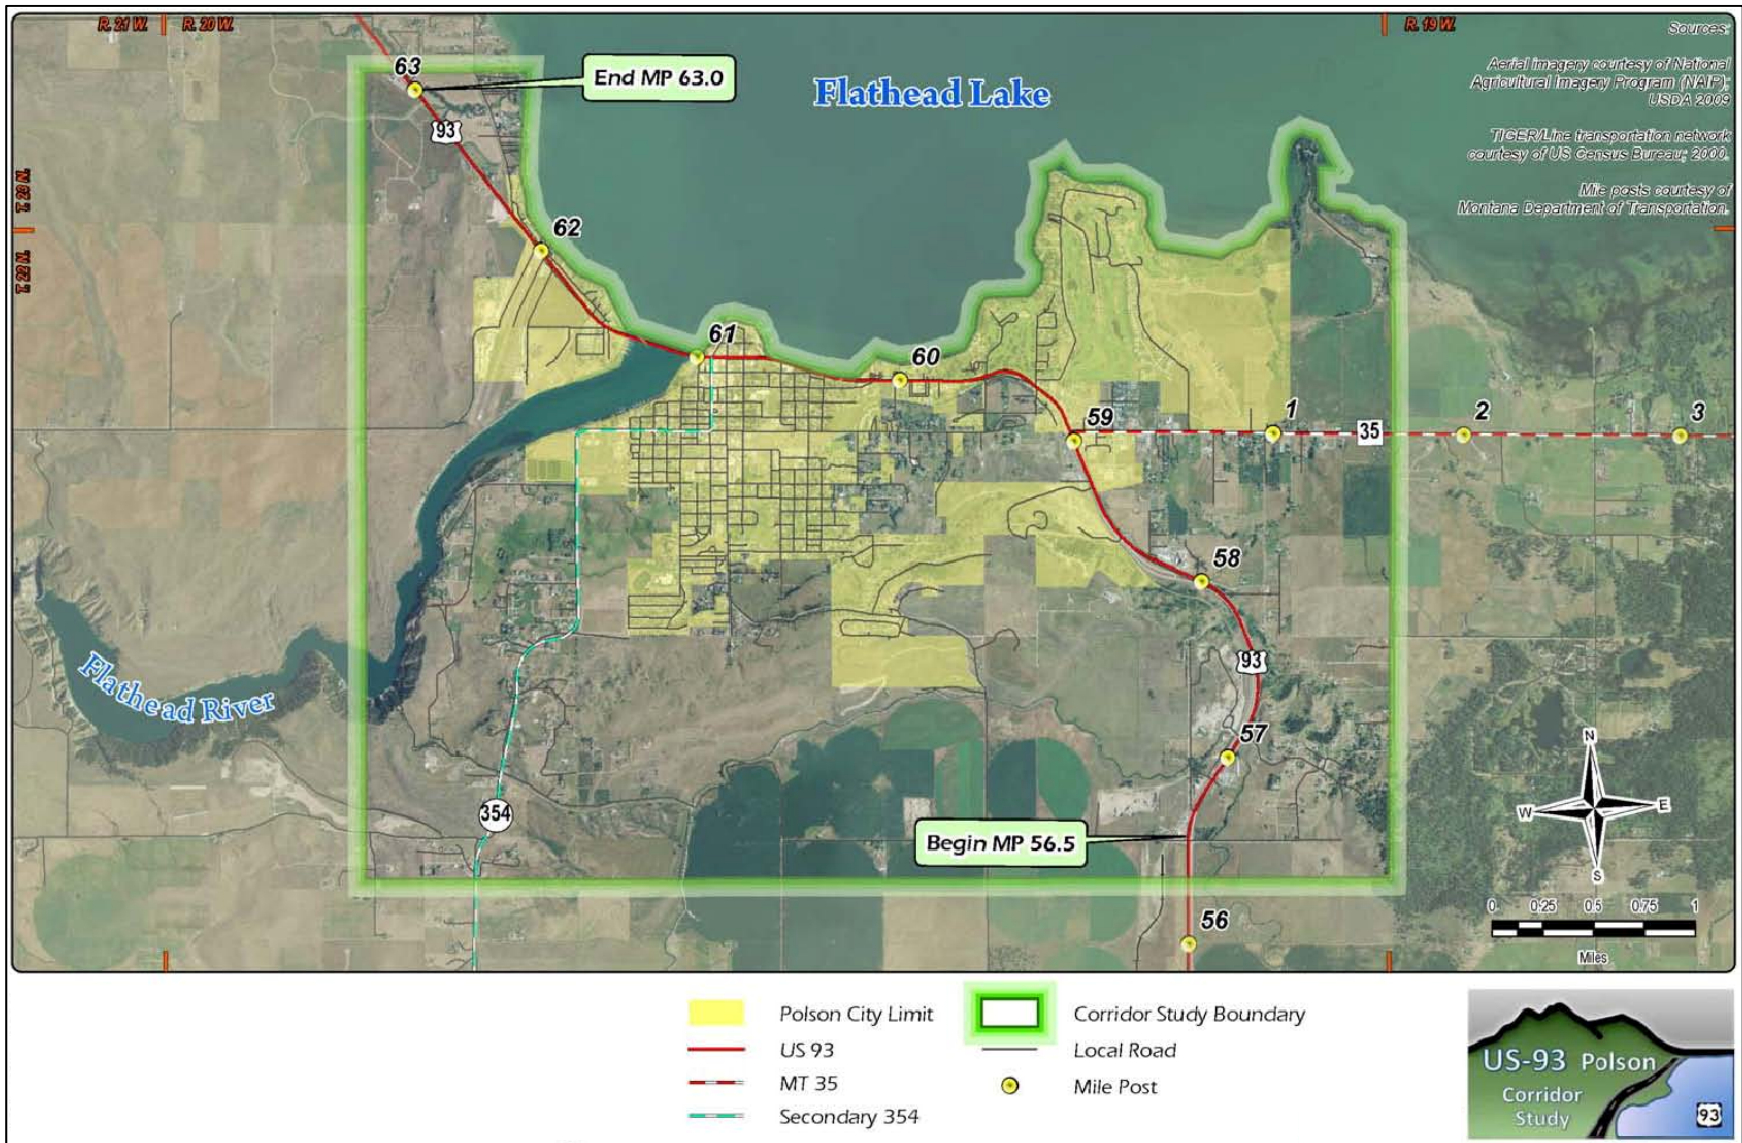 R. 21 W. R. 20 W.
R. 19 W.
Sources:
Aerial imagery courtesy of National
Agricultural Imagery Program (NAIP);
USDA 2009
TIGER/Line transportation network
courtesy of US Census Bureau; 2000.
Mile posts courtesy of
Montana Department of Transportation.
63
End MP 63.0
Flathead Lake
93
T. 23 N.
T. 22 N.
62
61
60
59
1
35
2
3
58
93
57
Flathead River
354
Begin MP 56.5
56
N
W E
S
0 0.25 0.5 0.75 1
Miles
Polson City Limit
US 93
MT 35
Secondary 354
Corridor Study Boundary
Local Road
Mile Post
US-93 Polson
Corridor
Study
93